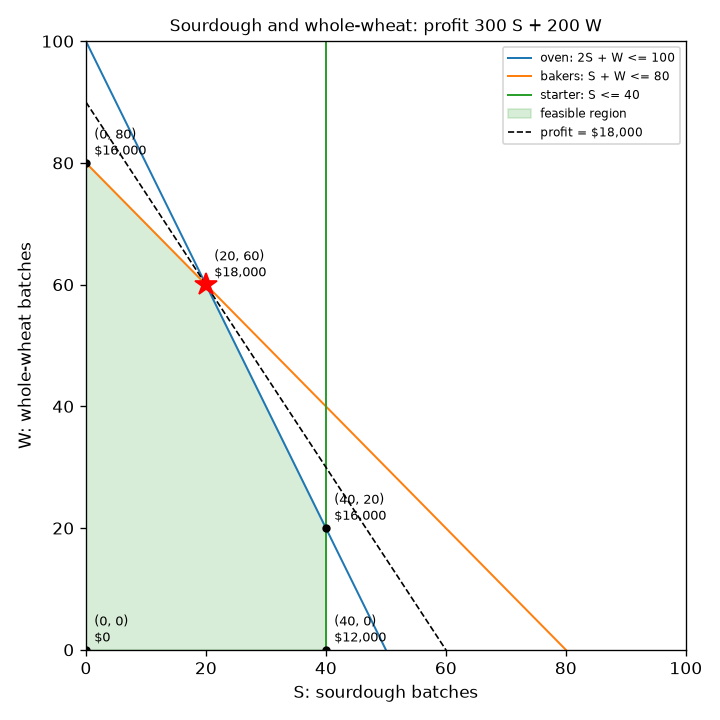 Sourdough and whole-wheat: profit 300 S + 200 W
oven: 2S + W <= 100
bakers: S + W <= 80
starter: S <= 40
feasible region
profit = $18,000
100
80
60
40
20
0
W: whole-wheat batches
(0, 80)
$16,000
(20, 60)
$18,000
(40, 20)
$16,000
(0, 0)
$0
(40, 0)
$12,000
0 20 40 60 80 100
S: sourdough batches